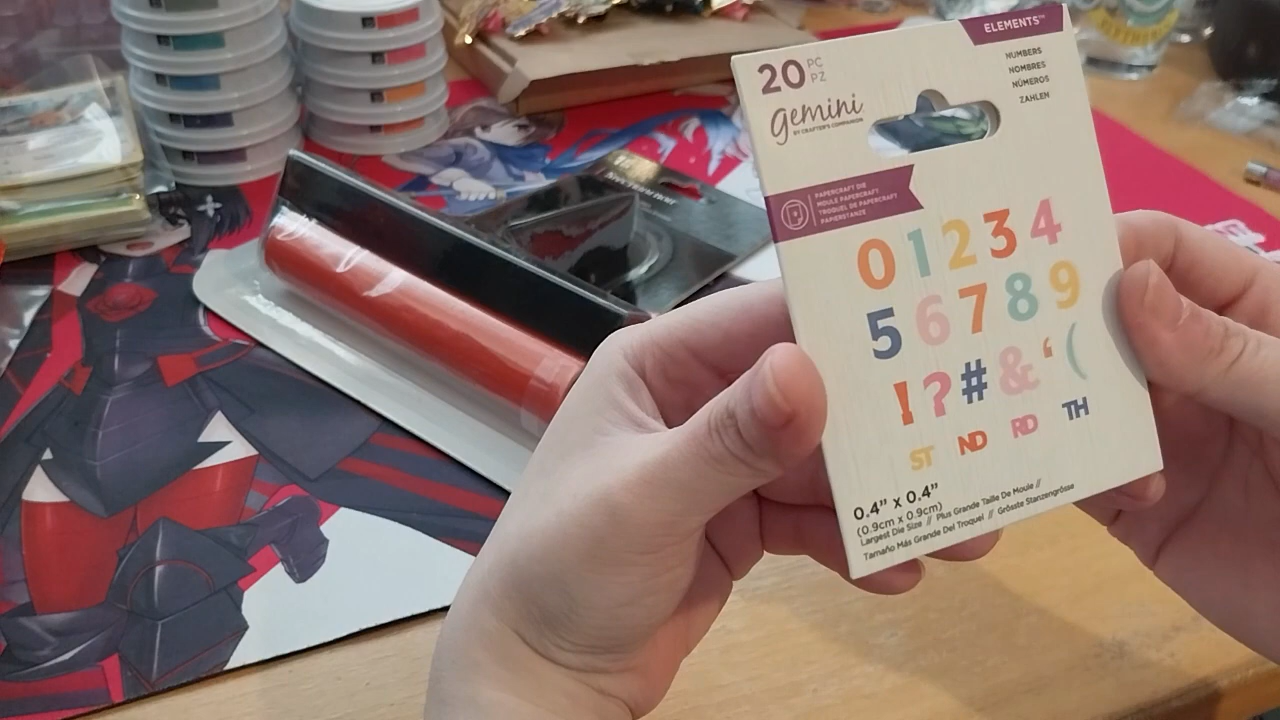 ELEMENTS™
20 PC
PZ
gemini
BY CRAFTER'S COMPANION
NUMBERS
NOMBRES
NÚMEROS
ZAHLEN
PAPERCRAFT DIE
MOULE PAPERCRAFT
TROQUEL DE PAPERCRAFT
PAPIERSTANZE
0 1 2 3 4
5 6 7 8 9
! ? # & ‘ (
ST ND RD TH
0.4” x 0.4”
(0.9cm x 0.9cm)
Largest Die Size // Plus Grande Taille De Moule //
Tamaño Más Grande Del Troquel // Grösste Stanzengrösse